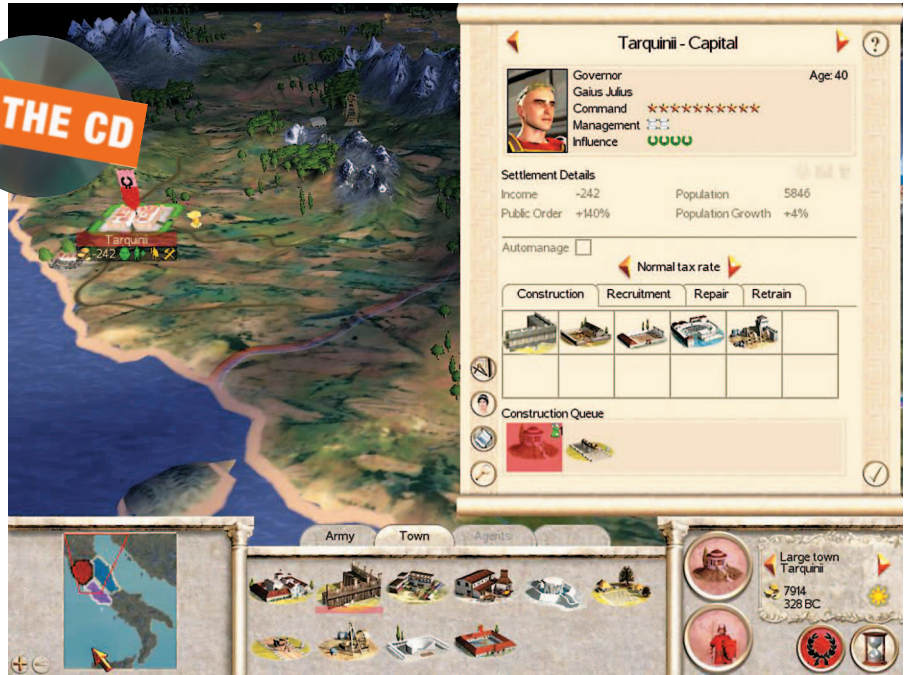 THE CD
Tarquini
-242
Tarquinii - Capital
?
Governor
Age: 40
Gaius Julius
Command
Management
Influence
Settlement Details
Income -242 Population 5846
Public Order +140% Population Growth +4%
Automanage
Normal tax rate
Construction Recruitment Repair Retrain
Construction Queue
1
Army Town Agents
Large town
Tarquinii
7914
328 BC